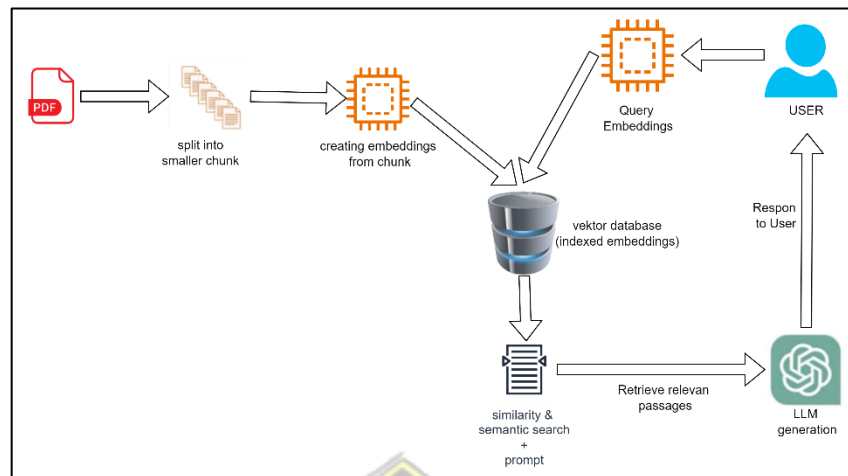 PDF
split into
smaller chunk
creating embeddings
from chunk
Query
Embeddings
USER
vektor database
(indexed embeddings)
Respon
to User
similarity &
semantic search
+
prompt
Retrieve relevan
passages
LLM
generation